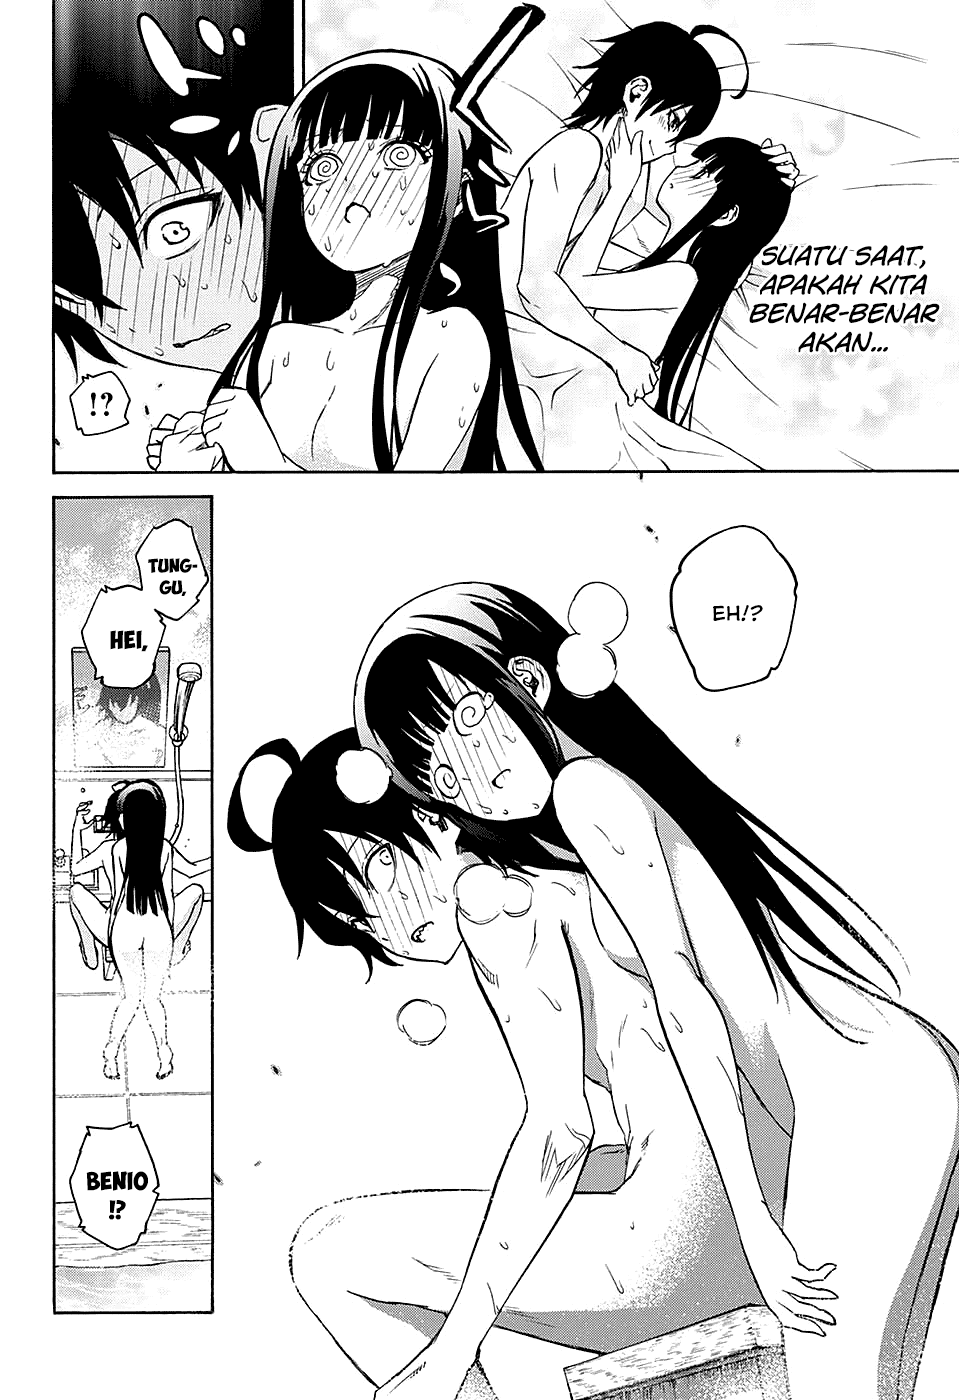 SUATU SAAT,
APAKAH KITA
BENAR-BENAR
AKAN...
!?
EH!?
TUNG-
GU,
HEI,
BENIO
!?